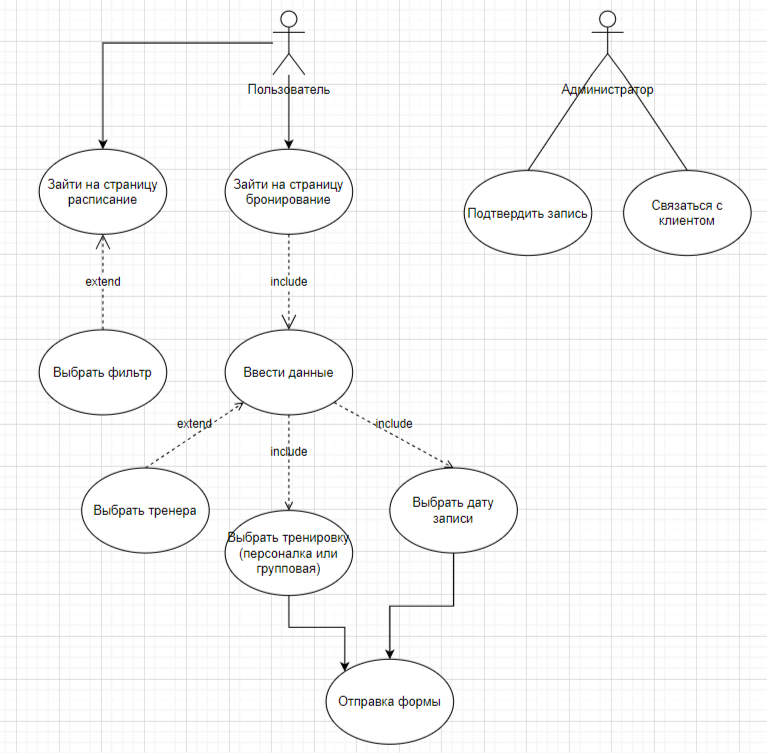 Пользователь
Администратор
Зайти на страницу
расписание
Зайти на страницу
бронирование
Подтвердить запись
Связаться с
клиентом
extend
include
Выбрать фильтр
Ввести данные
extend
include
include
Выбрать тренера
Выбрать тренировку
(персоналка или
групповая)
Выбрать дату
записи
Отправка формы